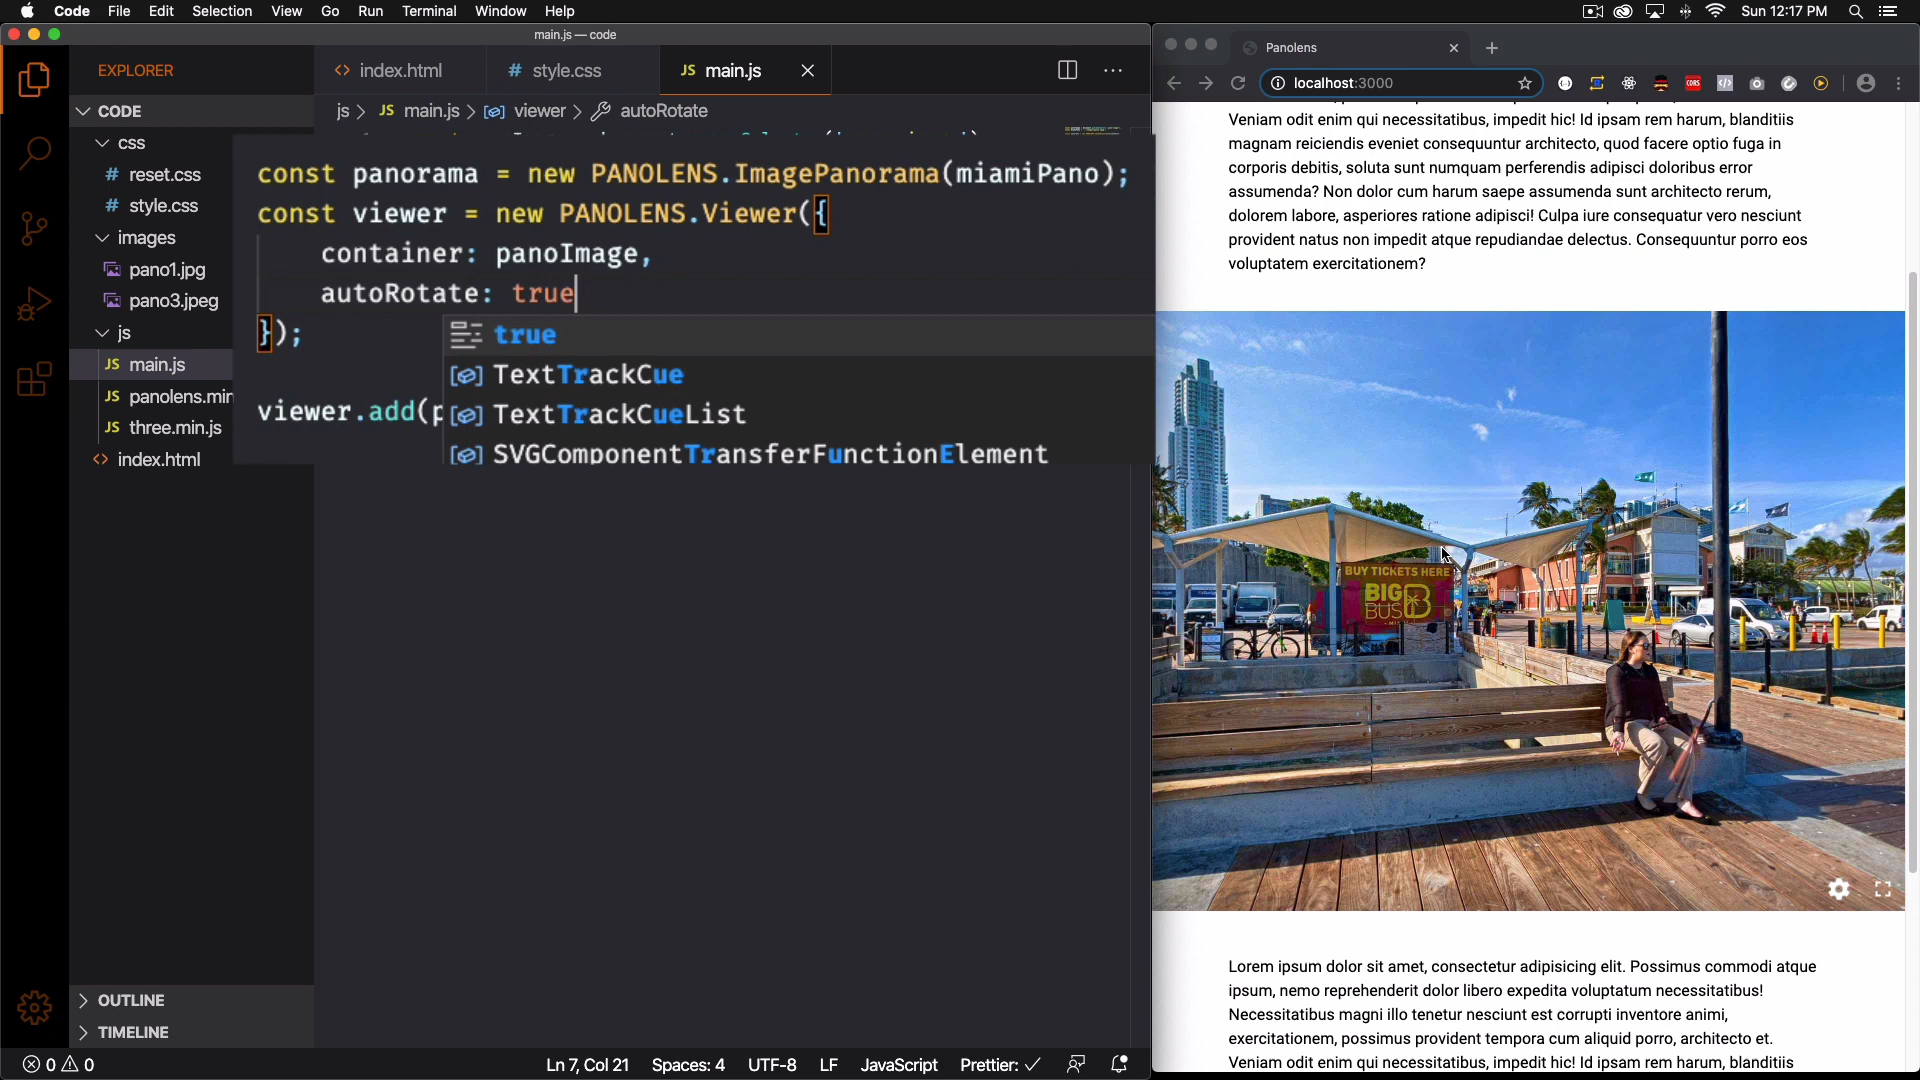 Code File Edit Selection View Go Run Terminal Window Help
Sun 12:17 PM
main.js — code
EXPLORER
index.html
# style.css
JS main.js
CODE
css
# reset.css
# style.css
images
pano1.jpg
pano3.jpeg
js
JS main.js
JS panolens.min
JS three.min.js
<> index.html
OUTLINE
TIMELINE
js > JS main.js > viewer > autoRotate
const panorama = new PANOLENS.ImagePanorama(miamiPano);
const viewer = new PANOLENS.Viewer({
container: panoImage,
autoRotate: true
});
viewer.add(p
true
TextTrackCue
TextTrackCueList
SVGComponentTransferFunctionElement
0 0
Ln 7, Col 21 Spaces: 4 UTF-8 LF JavaScript Prettier: ✓
Panolens
localhost:3000
CORS
Veniam odit enim qui necessitatibus, impedit hic! Id ipsam rem harum, blanditiis
magnam reiciendis eveniet consequuntur architecto, quod facere optio fuga in
corporis debitis, soluta sunt numquam perferendis adipisci doloribus error
assumenda? Non dolor cum harum saepe assumenda sunt architecto rerum,
dolorem labore, asperiores ratione adipisci! Culpa iure consequatur vero nesciunt
provident natus non impedit atque repudiandae delectus. Consequuntur porro eos
voluptatem exercitationem?
BUY TICKETS HERE
BIG
BUS
Lorem ipsum dolor sit amet, consectetur adipisicing elit. Possimus commodi atque
ipsum, nemo reprehenderit dolor libero expedita voluptatum necessitatibus!
Necessitatibus magni illo tenetur nesciunt est corrupti inventore animi,
exercitationem, possimus provident tempora cum aliquid porro, architecto et.
Veniam odit enim qui necessitatibus, impedit hic! Id ipsam rem harum, blanditiis